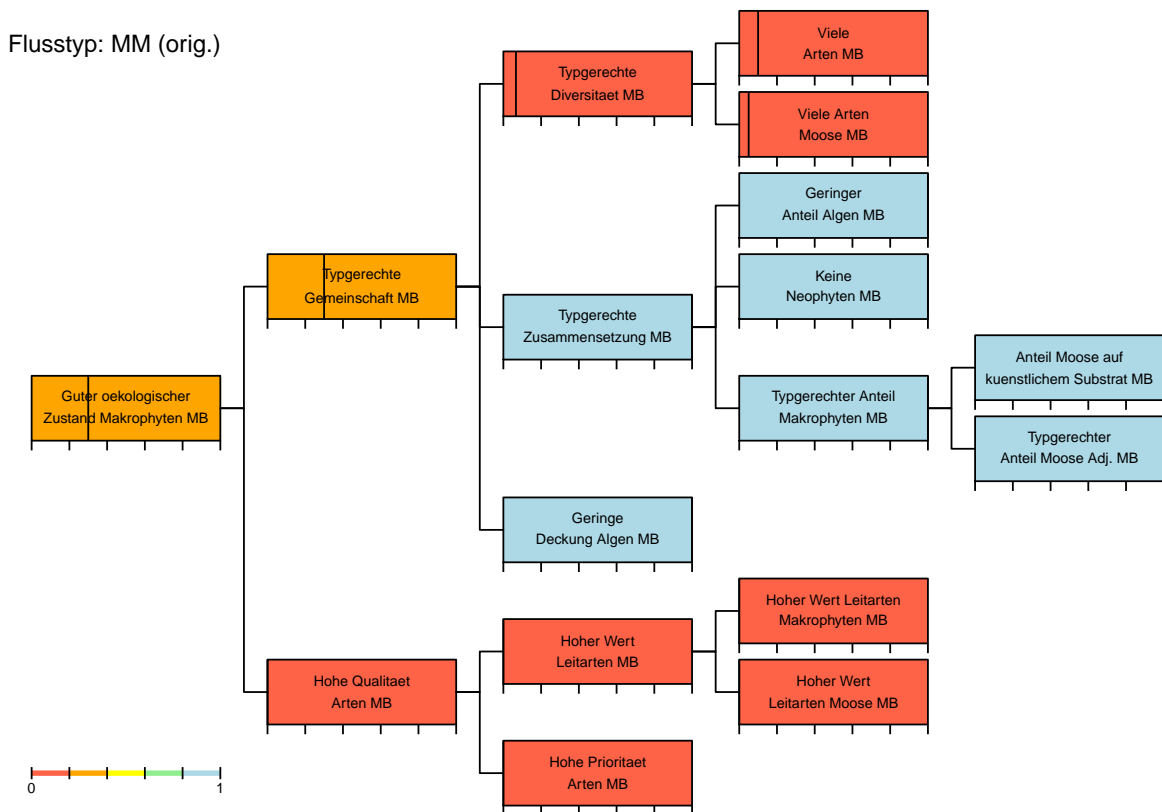 Flusstyp: MM (orig.)
Viele
Arten MB
Typgerechte
Diversitaet MB
Viele Arten
Moose MB
Geringer
Anteil Algen MB
Typgerechte
Gemeinschaft MB
Keine
Neophyten MB
Typgerechte
Zusammensetzung MB
Anteil Moose auf
kuenstlichem Substrat MB
Guter oekologischer
Zustand Makrophyten MB
Typgerechter Anteil
Makrophyten MB
Typgerechter
Anteil Moose Adj. MB
Geringe
Deckung Algen MB
Hoher Wert Leitarten
Makrophyten MB
Hoher Wert
Leitarten MB
Hohe Qualitaet
Arten MB
Hoher Wert
Leitarten Moose MB
Hohe Prioritaet
Arten MB
0 1